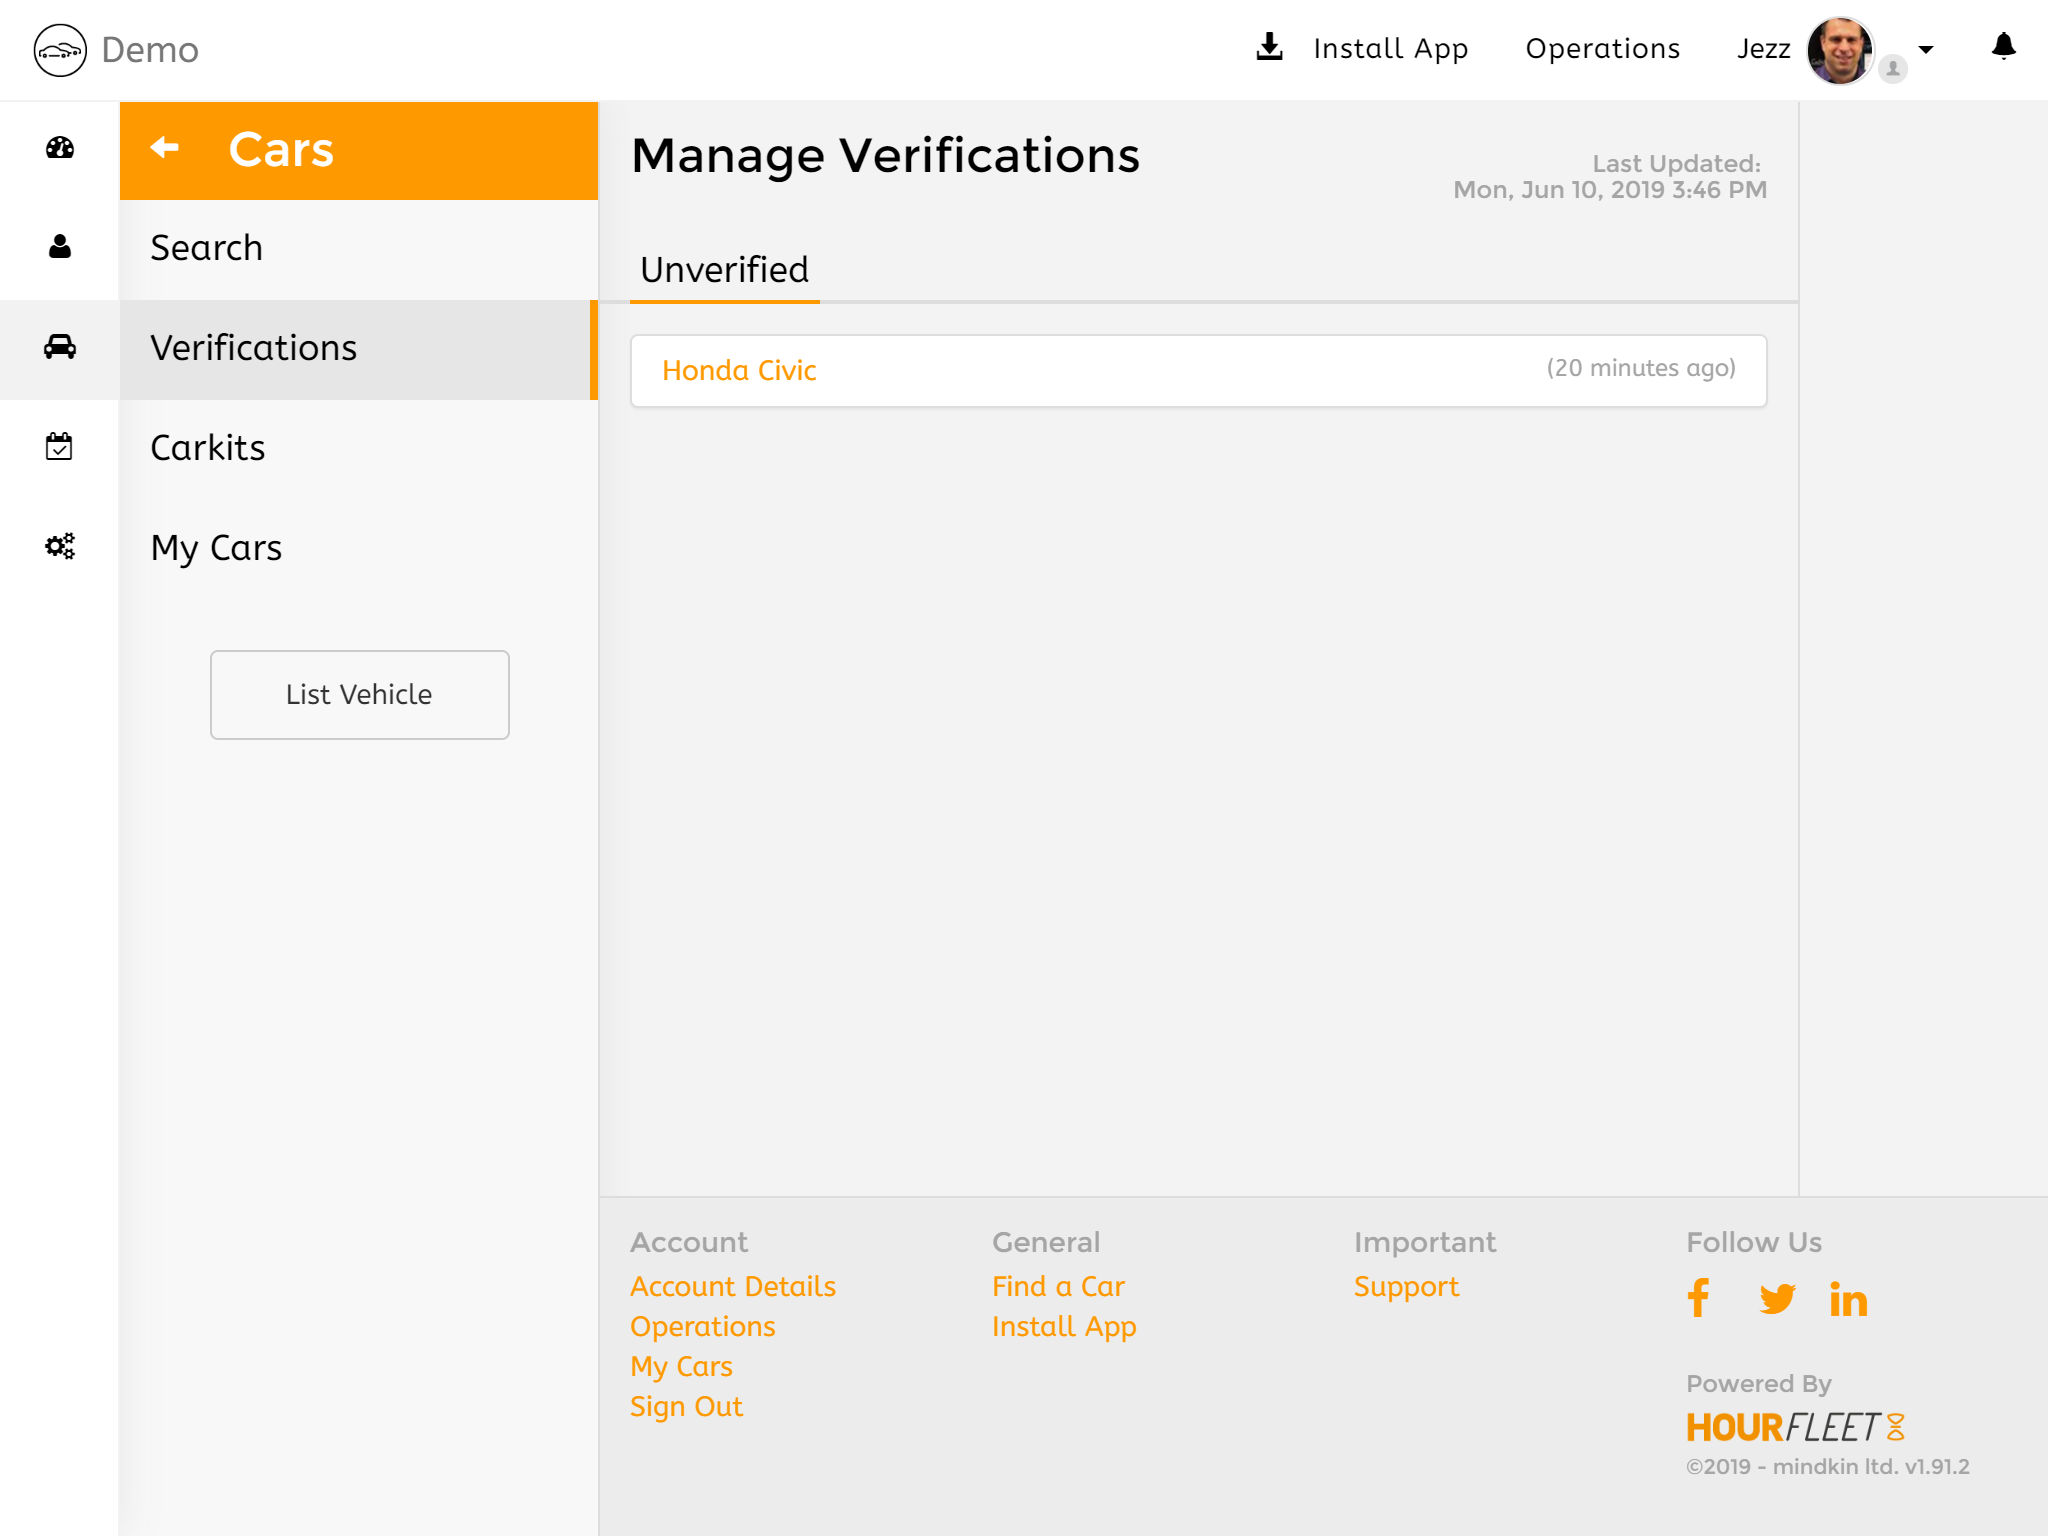 Demo
Install App
Operations
Jezz
Cars
Search
Verifications
Carkits
My Cars
List Vehicle
Manage Verifications
Last Updated:
Mon, Jun 10, 2019 3:46 PM
Unverified
Honda Civic
(20 minutes ago)
Account
Account Details
Operations
My Cars
Sign Out
General
Find a Car
Install App
Important
Support
Follow Us
Powered By
HOURFLEET
©2019 - mindkin ltd. v1.91.2